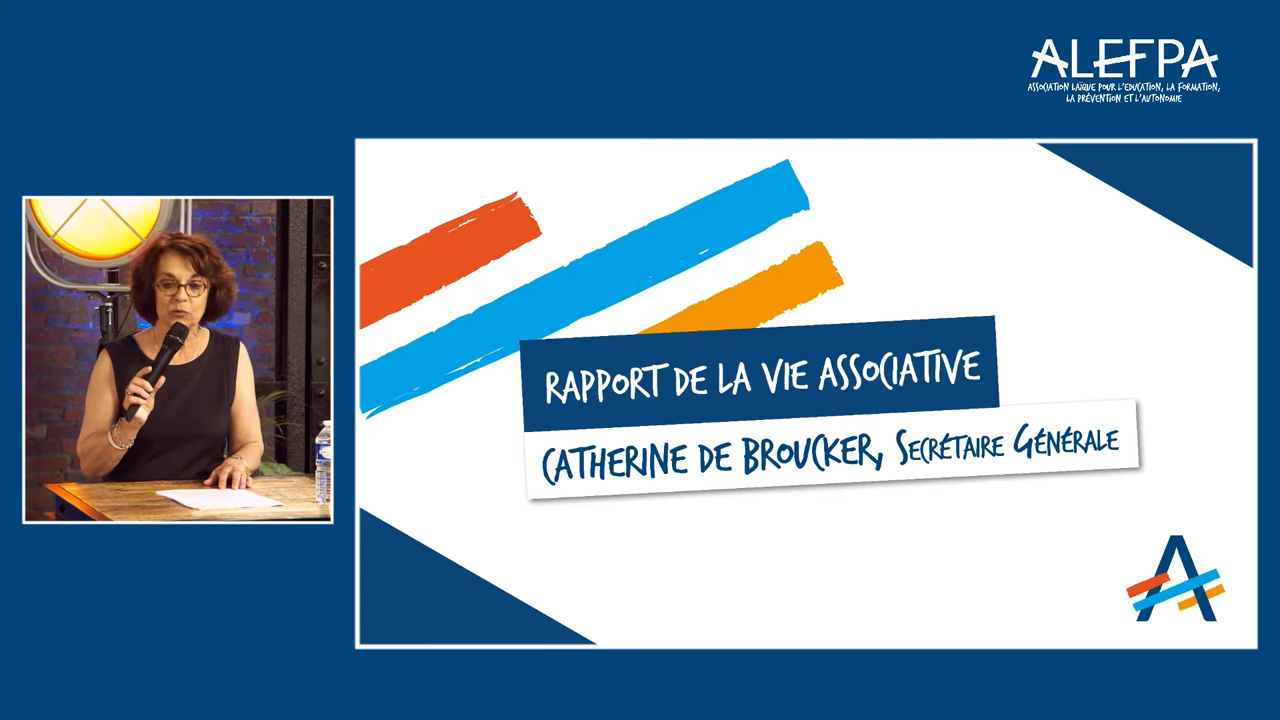 ALEFPA
ASSOCIATION LAÏQUE POUR L'EDUCATION, LA FORMATION,
LA PRÉVENTION ET L'AUTONOMIE
RAPPORT DE LA VIE ASSOCIATIVE
CATHERINE DE BROUCKER, SECRÉTAIRE GÉNÉRALE